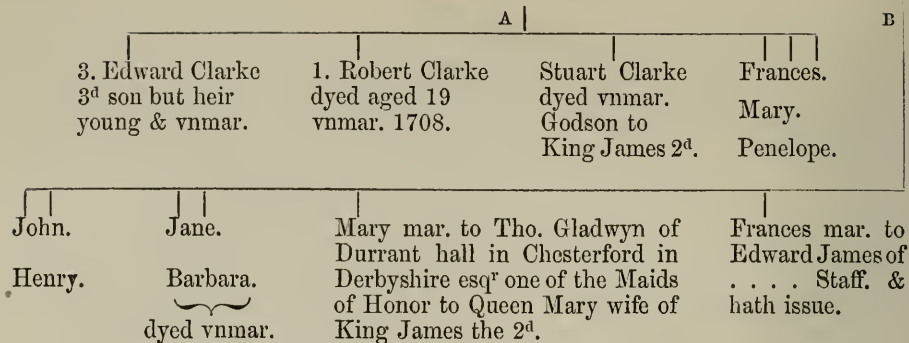 A B
3. Edward Clarke
3d son but heir
young & vnmar.
1. Robert Clarke
dyed aged 19
vnmar. 1708.
Stuart Clarke
dyed vnmar.
Godson to
King James 2d.
Frances.
Mary.
Penelope.
John.
Henry.
Jane.
Barbara.
dyed vnmar.
Mary mar. to Tho. Gladwyn of
Durrant hall in Chesterford in
Derbyshire esqr one of the Maids
of Honor to Queen Mary wife of
King James the 2d.
Frances mar. to
Edward James of
. . . . Staff. &
hath issue.